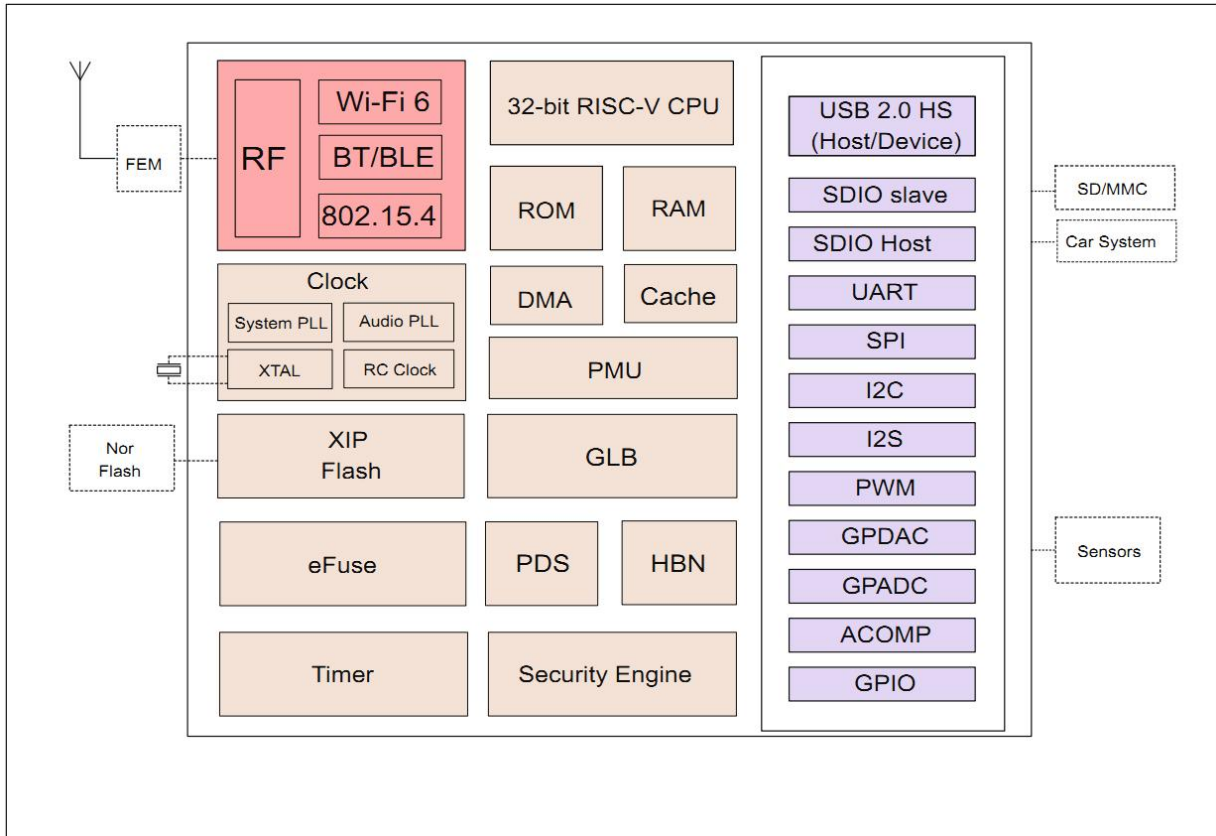 FEM
RF
Wi-Fi 6
BT/BLE
802.15.4
Clock
System PLL
Audio PLL
XTAL
RC Clock
Nor
Flash
XIP
Flash
eFuse
Timer
32-bit RISC-V CPU
ROM
RAM
DMA
Cache
PMU
GLB
PDS
HBN
Security Engine
USB 2.0 HS
(Host/Device)
SDIO slave
SDIO Host
UART
SPI
I2C
I2S
PWM
GPDAC
GPADC
ACOMP
GPIO
SD/MMC
Car System
Sensors